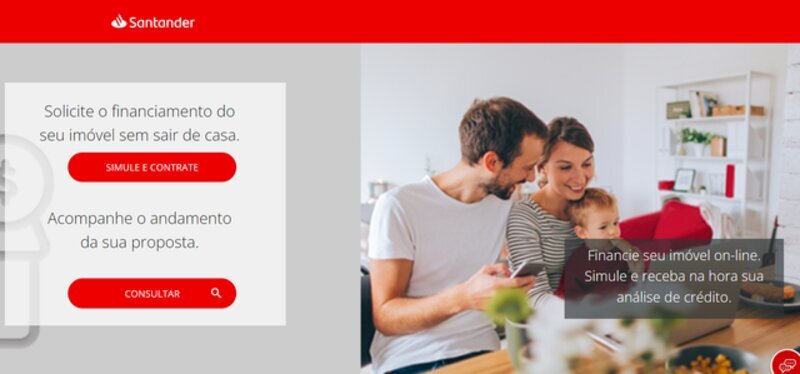 Santander
Solicite o financiamento do
seu imóvel sem sair de casa.
SIMULE E CONTRATE
Acompanhe o andamento
da sua proposta.
CONSULTAR
Financie seu imóvel on-line.
Simule e receba na hora sua
análise de crédito.